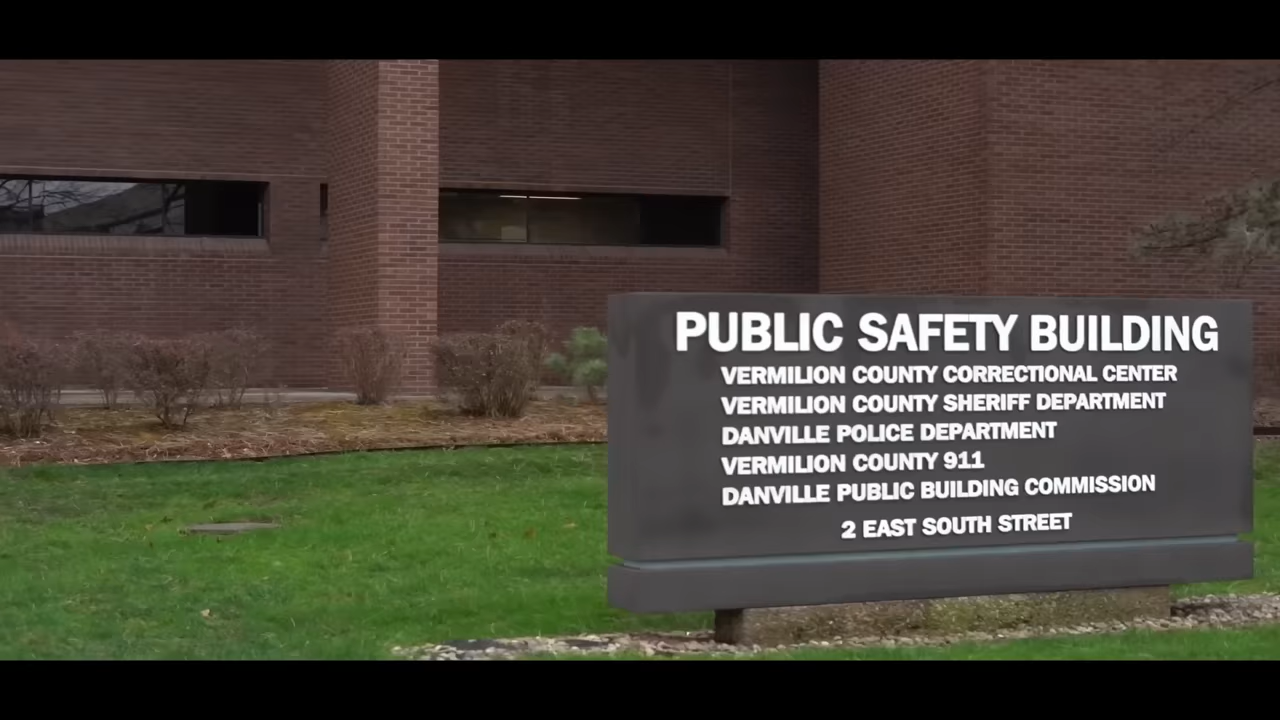 PUBLIC SAFETY BUILDING
VERMILION COUNTY CORRECTIONAL CENTER
VERMILION COUNTY SHERIFF DEPARTMENT
DANVILLE POLICE DEPARTMENT
VERMILION COUNTY 911
DANVILLE PUBLIC BUILDING COMMISSION
2 EAST SOUTH STREET